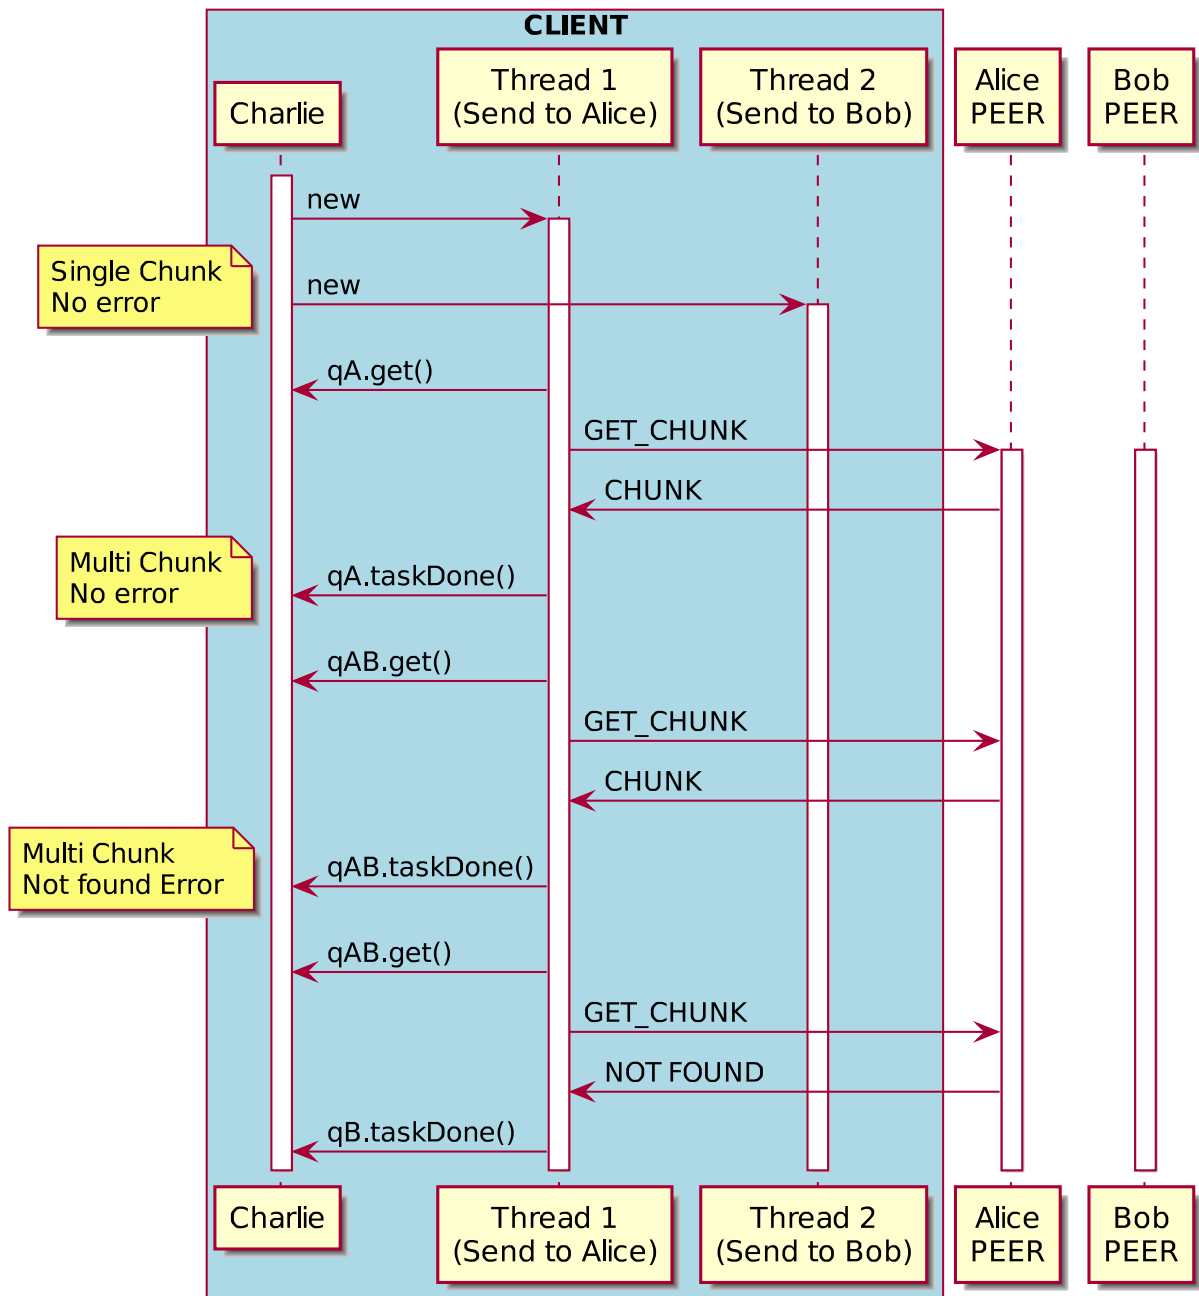 CLIENT
Charlie
Thread 1
(Send to Alice)
Thread 2
(Send to Bob)
Alice
PEER
Bob
PEER
new
Single Chunk
No error
new
qA.get()
GET_CHUNK
CHUNK
Multi Chunk
No error
qA.taskDone()
qAB.get()
GET_CHUNK
CHUNK
Multi Chunk
Not found Error
qAB.taskDone()
qAB.get()
GET_CHUNK
NOT FOUND
qB.taskDone()
Charlie
Thread 1
(Send to Alice)
Thread 2
(Send to Bob)
Alice
PEER
Bob
PEER